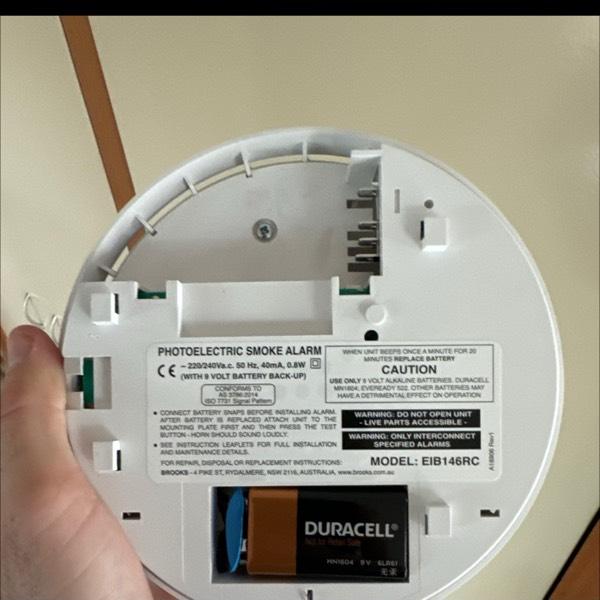 PHOTOELECTRIC SMOKE ALARM
~ 220/240Va.c. 50 Hz, 40mA, 0.8W
(WITH 9 VOLT BATTERY BACK-UP)
CE
CONFORMS TO
AS 3786:2014
ISO 7731 Signal Pattern
• CONNECT BATTERY SNAPS BEFORE INSTALLING ALARM.
AFTER BATTERY IS REPLACED ATTACH UNIT TO THE
MOUNTING PLATE FIRST AND THEN PRESS THE TEST
BUTTON - HORN SHOULD SOUND LOUDLY.
• SEE INSTRUCTION LEAFLETS FOR FULL INSTALLATION
AND MAINTENANCE DETAILS.
FOR REPAIR, DISPOSAL OR REPLACEMENT INSTRUCTIONS:
BROOKS - 4 PIKE ST, RYDALMERE, NSW 2116, AUSTRALIA, www.brooks.com.au
WHEN UNIT BEEPS ONCE A MINUTE FOR 20
MINUTES REPLACE BATTERY
CAUTION
USE ONLY 9 VOLT ALKALINE BATTERIES. DURACELL
MN1604, EVEREADY 522. OTHER BATTERIES MAY
HAVE A DETRIMENTAL EFFECT ON OPERATION
WARNING: DO NOT OPEN UNIT
- LIVE PARTS ACCESSIBLE -
WARNING: ONLY INTERCONNECT
SPECIFIED ALARMS
MODEL: EIB146RC
A16906 Rev1
DURACELL®
Not for Retail Sale
MN1604 9V 6LR61